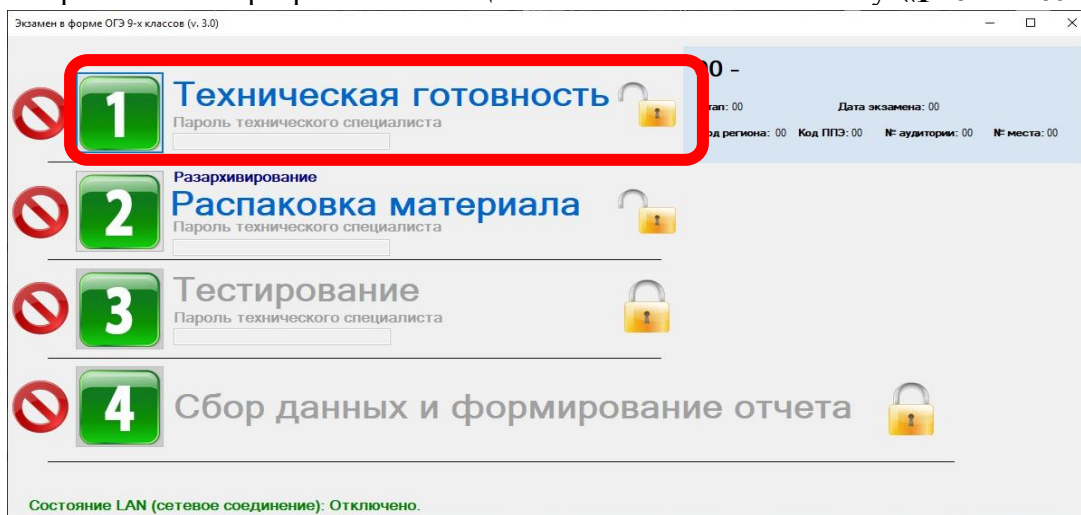 Экзамен в форме ОГЭ 9-х классов (v. 3.0)
00 -
1 Техническая готовность
Пароль технического специалиста
Этап: 00 Дата экзамена: 00
Код региона: 00 Код ППЭ: 00 № аудитории: 00 № места: 00
Разархивирование
2 Распаковка материала
Пароль технического специалиста
3 Тестирование
Пароль технического специалиста
4 Сбор данных и формирование отчета
Состояние LAN (сетевое соединение): Отключено.